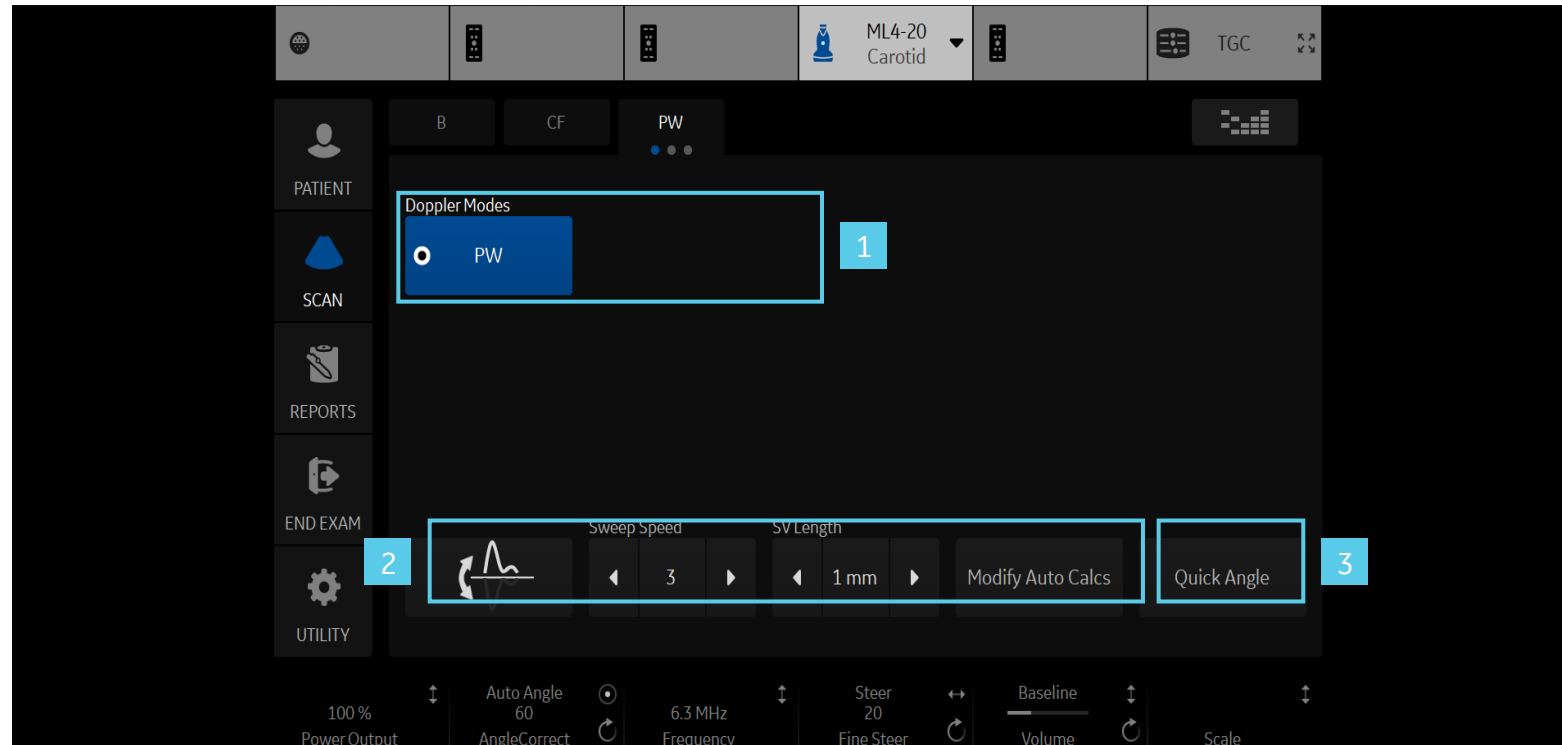 ML4-20
Carotid
TGC
B
CF
PW
PATIENT
Doppler Modes
PW
1
SCAN
REPORTS
END EXAM
Sweep Speed
SV Length
2
3
1 mm
Modify Auto Calcs
Quick Angle
3
UTILITY
Auto Angle
Steer
Baseline
100 %
60
6.3 MHz
20
Power Output
AngleCorrect
Frequency
Fine Steer
Volume
Scale